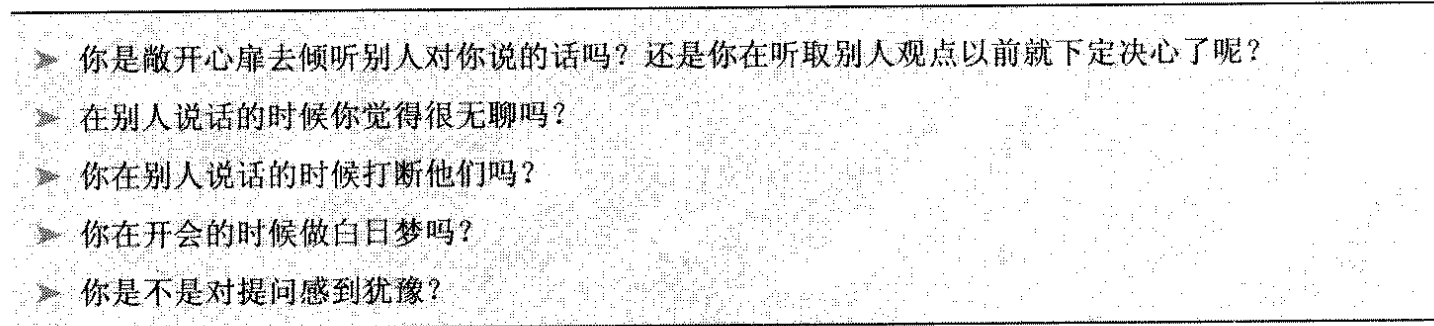 ➤ 你是敞开心扉去倾听别人对你说的话吗？还是你在听取别人观点以前就下定决心了呢？
➤ 在别人说话的时候你觉得很无聊吗？
➤ 你在别人说话的时候打断他们吗？
➤ 你在开会的时候做白日梦吗？
➤ 你是不是对提问感到犹豫？